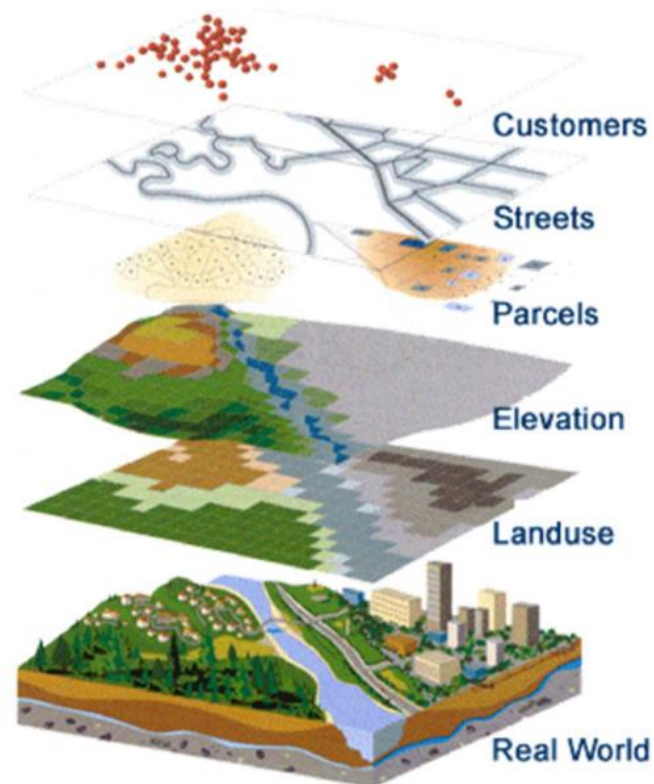 Customers
Streets
Parcels
Elevation
Landuse
Real World